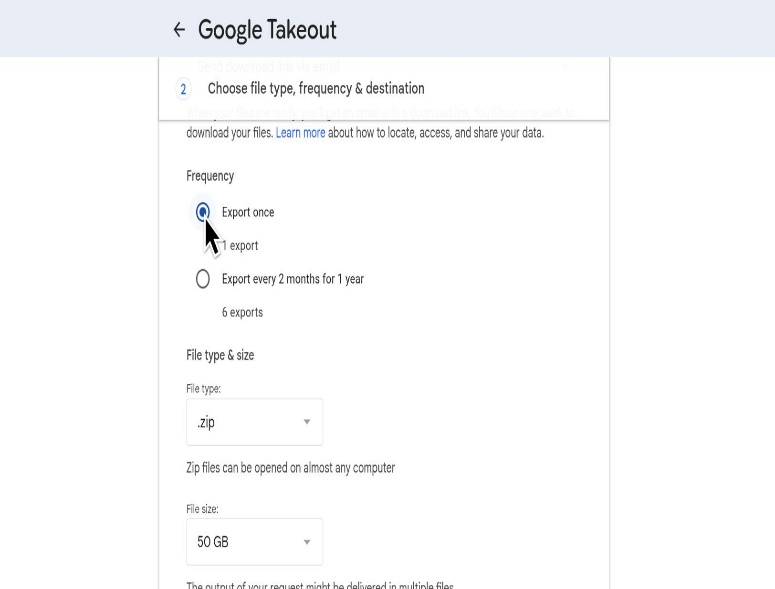 Google Takeout
Send download link via email
2 Choose file type, frequency & destination
download your files. Learn more about how to locate, access, and share your data.
Frequency
Export once
1 export
Export every 2 months for 1 year
6 exports
File type & size
File type:
.zip
Zip files can be opened on almost any computer
File size:
50 GB
The output of your request might be delivered in multiple files